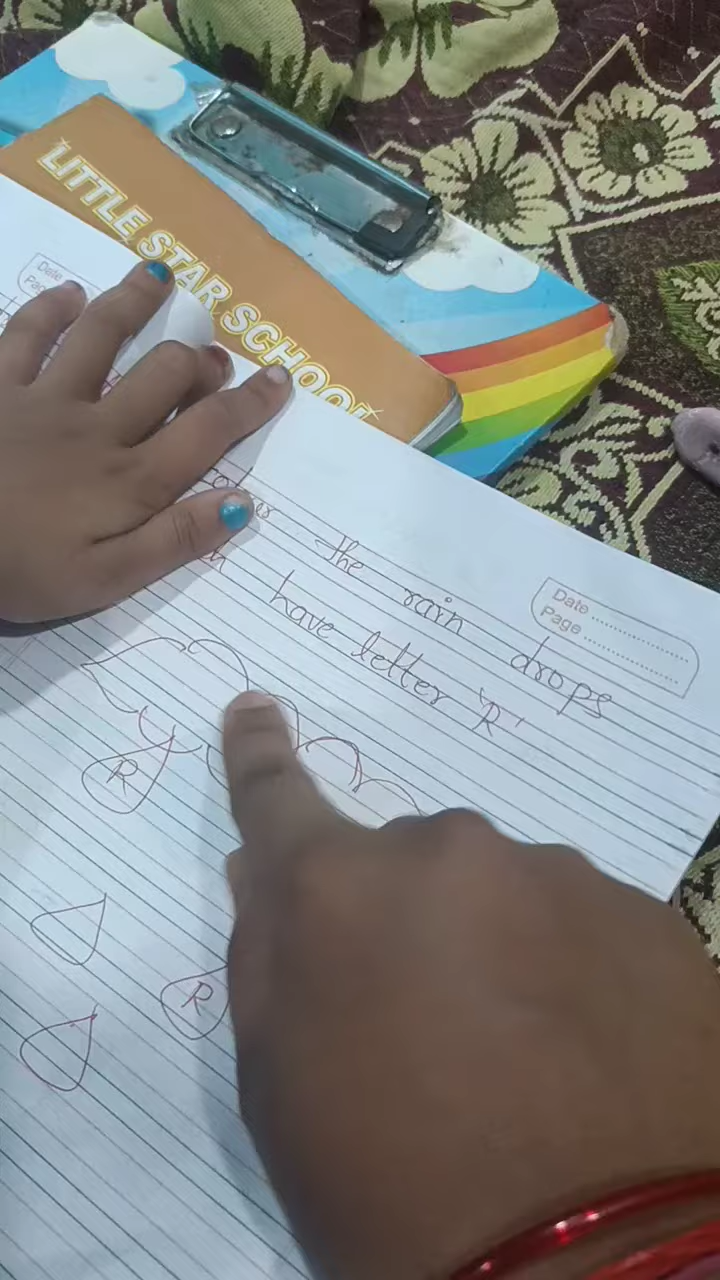 LITTLE STAR SCHOOL
Date
Page
Date
Page
the rain drops
have letter 'R'
R
R